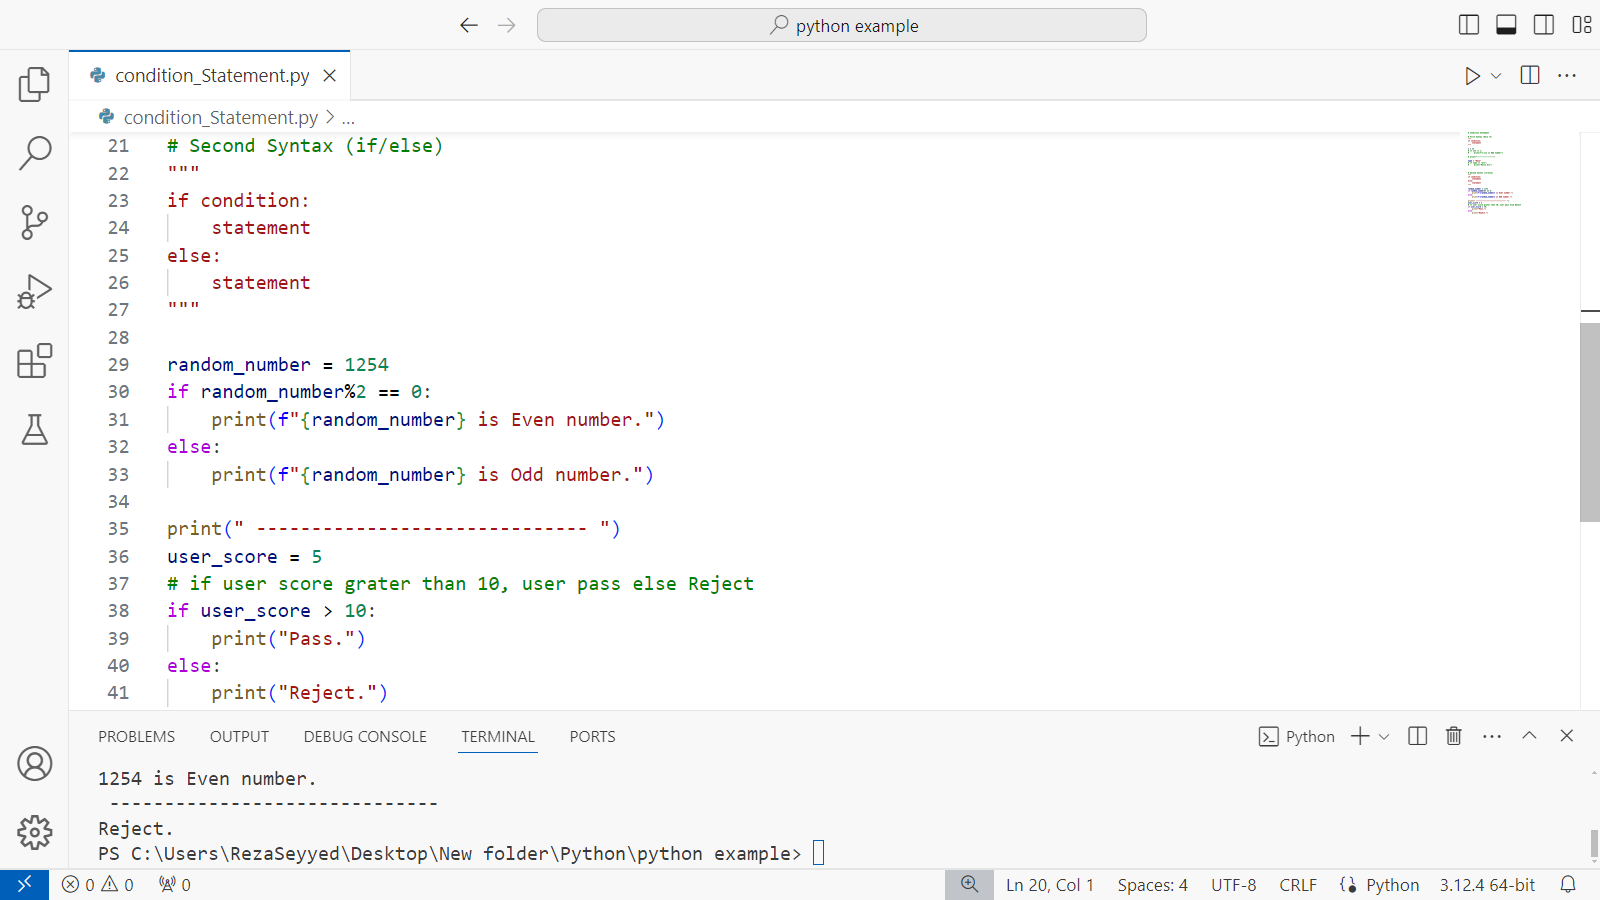 python example
condition_Statement.py
condition_Statement.py > ...
21 # Second Syntax (if/else)
22 """
23 if condition:
24     statement
25 else:
26     statement
27 """
28
29 random_number = 1254
30 if random_number%2 == 0:
31     print(f"{random_number} is Even number.")
32 else:
33     print(f"{random_number} is Odd number.")
34
35 print(" ------------------------------ ")
36 user_score = 5
37 # if user score grater than 10, user pass else Reject
38 if user_score > 10:
39     print("Pass.")
40 else:
41     print("Reject.")
PROBLEMS OUTPUT DEBUG CONSOLE TERMINAL PORTS Python
1254 is Even number.
 ------------------------------
Reject.
PS C:\Users\RezaSeyyed\Desktop\New folder\Python\python example>
0 0 0 Ln 20, Col 1 Spaces: 4 UTF-8 CRLF Python 3.12.4 64-bit